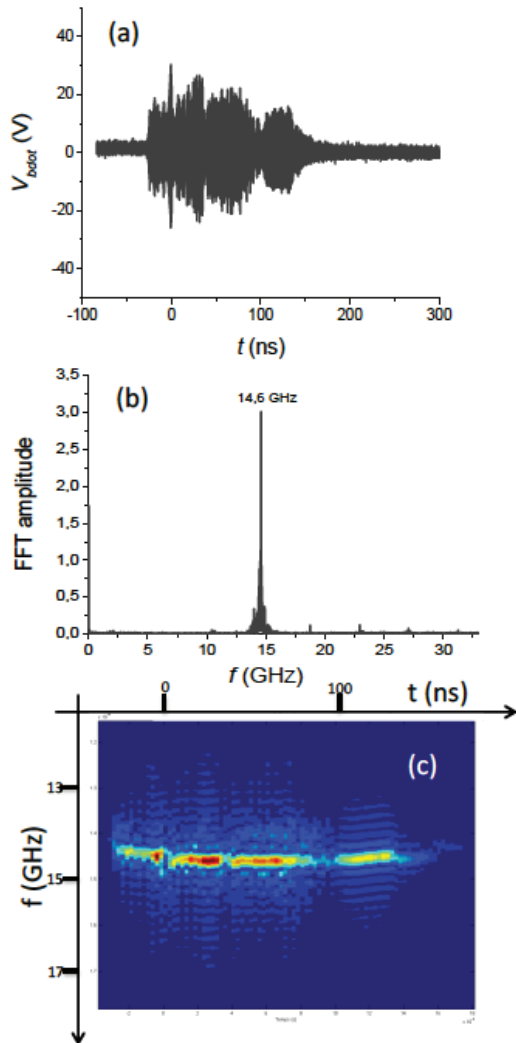 (a)
40
20
0
-20
-40
V_bdot (V)
-100 0 100 200 300
t (ns)
(b)
14,6 GHz
3,5
3,0
2,5
2,0
1,5
1,0
0,5
0,0
FFT amplitude
0 5 10 15 20 25 30
f (GHz)
0 100 t (ns)
(c)
13
15
17
f (GHz)